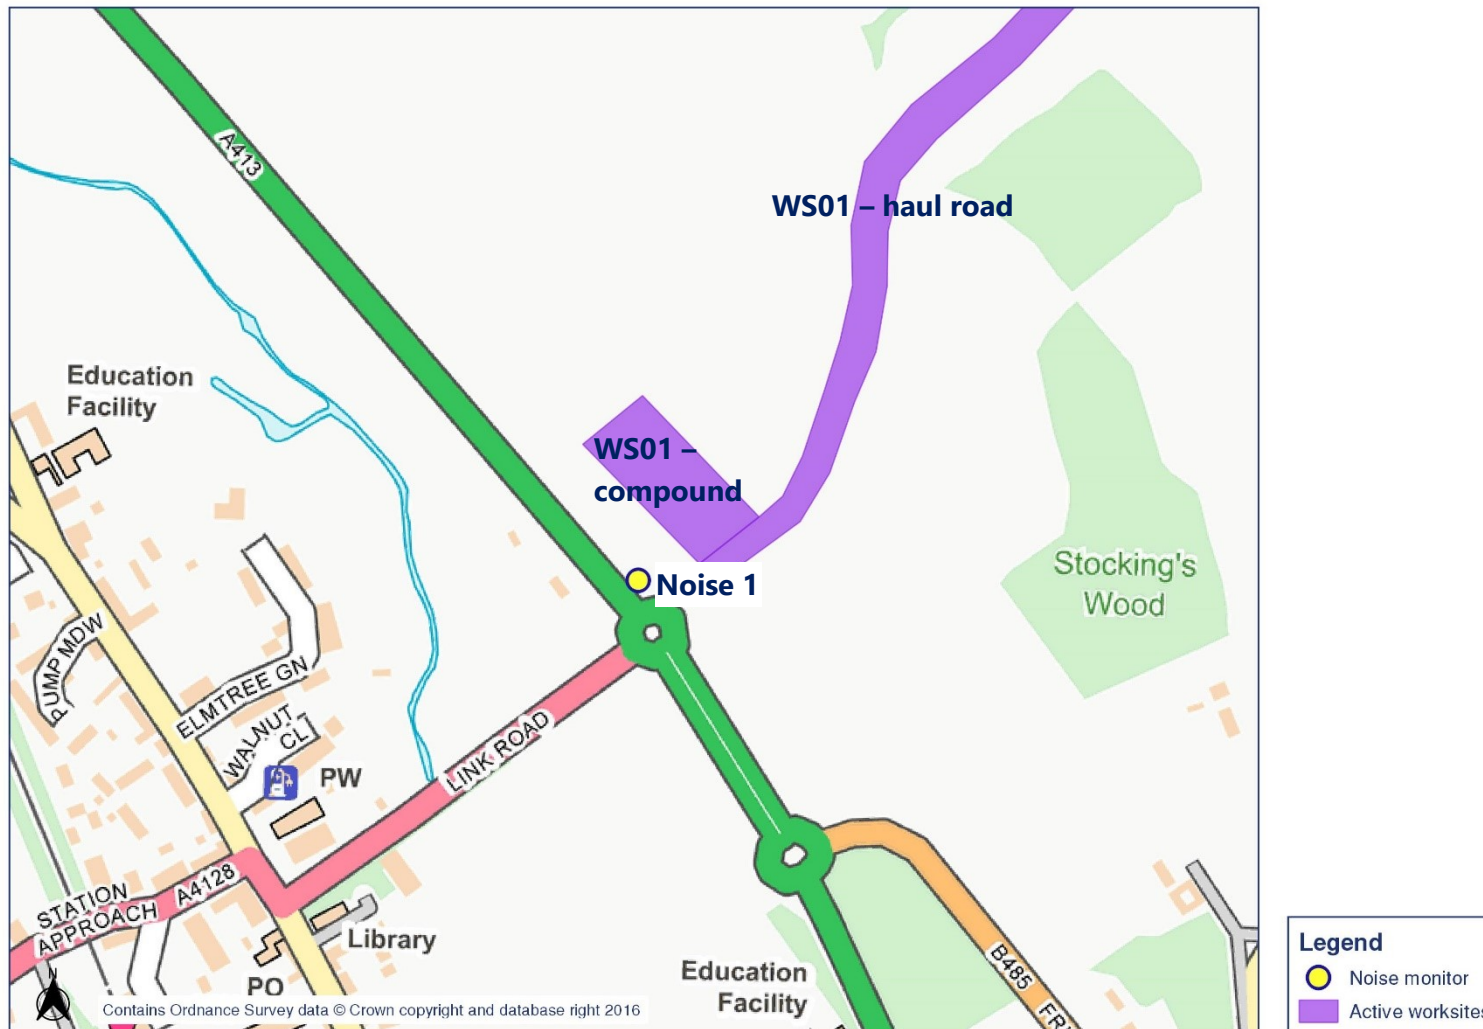 A413
WS01 – haul road
Education
Facility
WS01 –
compound
Noise 1
Stocking's
Wood
PUMP MDW
ELMTREE GN
WALNUT
CL
PW
LINK ROAD
STATION
APPROACH
A4128
Library
PO
Education
Facility
B485
N
Contains Ordnance Survey data © Crown copyright and database right 2016
Legend
Noise monitor
Active worksites